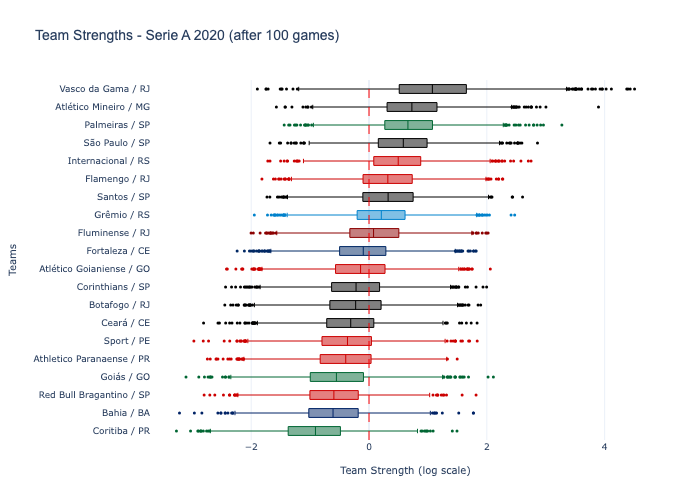 Team Strengths - Serie A 2020 (after 100 games)
Vasco da Gama / RJ
Atlético Mineiro / MG
Palmeiras / SP
São Paulo / SP
Internacional / RS
Flamengo / RJ
Santos / SP
Grêmio / RS
Fluminense / RJ
Fortaleza / CE
Atlético Goianiense / GO
Corinthians / SP
Botafogo / RJ
Ceará / CE
Sport / PE
Athletico Paranaense / PR
Goiás / GO
Red Bull Bragantino / SP
Bahia / BA
Coritiba / PR
Teams
−2 0 2 4
Team Strength (log scale)